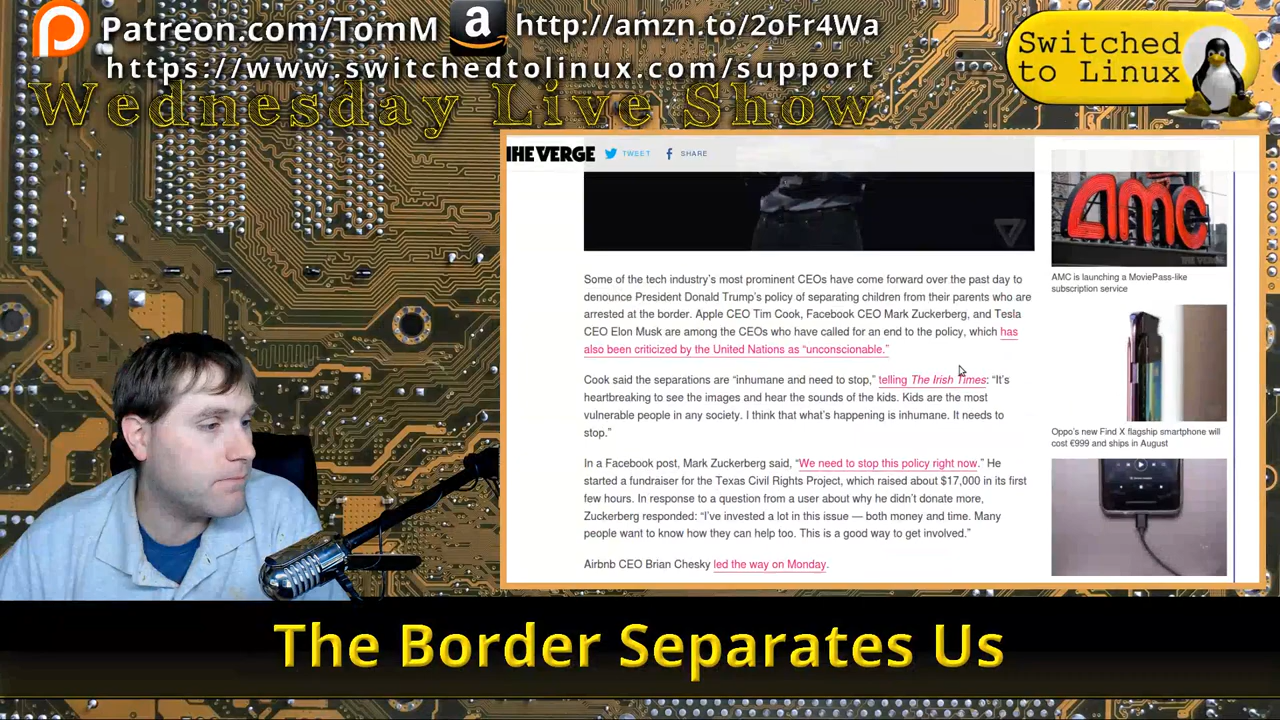 Patreon.com/TomM
http://amzn.to/2oFr4Wa
https://www.switchedtolinux.com/support
Switched
to Linux
Wednesday Live Show
THE VERGE
TWEET
SHARE
Some of the tech industry's most prominent CEOs have come forward over the past day to
denounce President Donald Trump's policy of separating children from their parents who are
arrested at the border. Apple CEO Tim Cook, Facebook CEO Mark Zuckerberg, and Tesla
CEO Elon Musk are among the CEOs who have called for an end to the policy, which has
also been criticized by the United Nations as “unconscionable.”
Cook said the separations are “inhumane and need to stop,” telling The Irish Times: “It's
heartbreaking to see the images and hear the sounds of the kids. Kids are the most
vulnerable people in any society. I think that what's happening is inhumane. It needs to
stop.”
In a Facebook post, Mark Zuckerberg said, “We need to stop this policy right now.” He
started a fundraiser for the Texas Civil Rights Project, which raised about $17,000 in its first
few hours. In response to a question from a user about why he didn't donate more,
Zuckerberg responded: “I've invested a lot in this issue — both money and time. Many
people want to know how they can help too. This is a good way to get involved.”
Airbnb CEO Brian Chesky led the way on Monday.
AMC
AMC is launching a MoviePass-like
subscription service
Oppo's new Find X flagship smartphone will
cost €999 and ships in August
The Border Separates Us